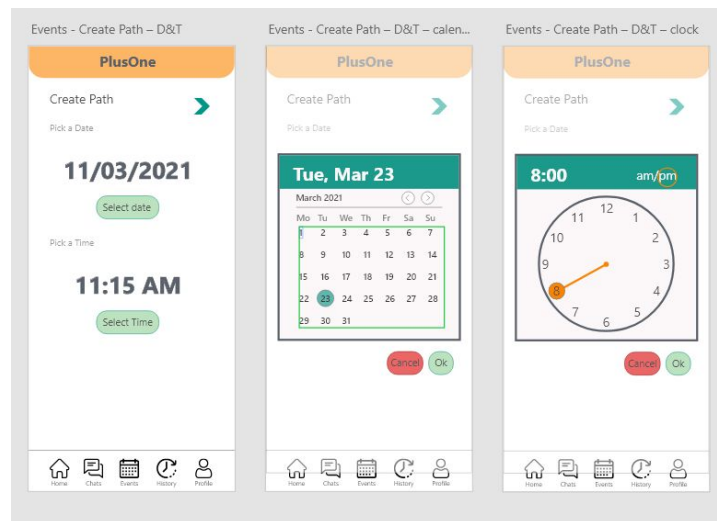 Events - Create Path – D&T
PlusOne
Create Path
Pick a Date
11/03/2021
Select date
Pick a Time
11:15 AM
Select Time
Home Chats Events History Profile
Events - Create Path – D&T – calen...
PlusOne
Create Path
Pick a Date
Tue, Mar 23
March 2021
Mo Tu We Th Fr Sa Su
1 2 3 4 5 6 7
8 9 10 11 12 13 14
15 16 17 18 19 20 21
22 23 24 25 26 27 28
29 30 31
Cancel Ok
Home Chats Events History Profile
Events - Create Path – D&T – clock
PlusOne
Create Path
Pick a Date
8:00 am/pm
12
11 1
10 2
9 3
8 4
7 5
6
Cancel Ok
Home Chats Events History Profile